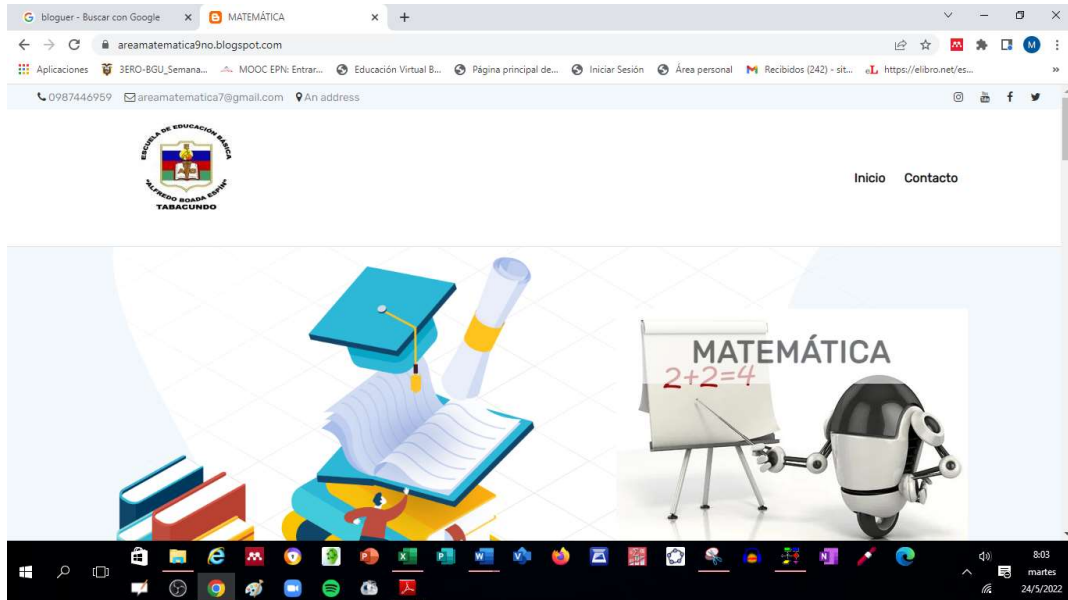 bloguer - Buscar con Google
MATEMÁTICA
areamatematica9no.blogspot.com
M
Aplicaciones
3ERO-BGU_Semana...
MOOC EPN: Entrar...
Educación Virtual B...
Página principal de...
Iniciar Sesión
Área personal
Recibidos (242) - sit...
https://elibro.net/es...
0987446959
areamatematica7@gmail.com
An address
ESCUELA DE EDUCACIÓN BÁSICA
"ALFREDO BOADA ESPÍN"
TABACUNDO
Inicio
Contacto
MATEMÁTICA
2+2=4
8:03
martes
24/5/2022